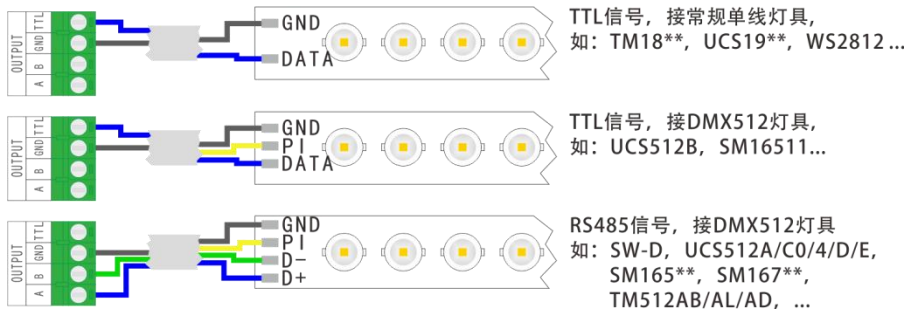 OUTPUT
TTL
GND
B
A
GND
DATA
TTL信号，接常规单线灯具，
如：TM18**，UCS19**，WS2812...
OUTPUT
TTL
GND
B
A
GND
PI
DATA
TTL信号，接DMX512灯具，
如：UCS512B，SM16511...
OUTPUT
TTL
GND
B
A
GND
PI
D-
D+
RS485信号，接DMX512灯具
如：SW-D，UCS512A/C0/4/D/E，
SM165**，SM167**，
TM512AB/AL/AD，...